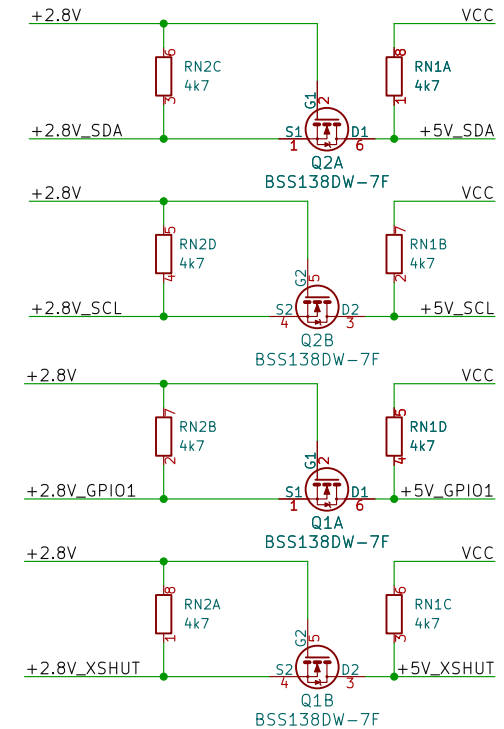 +2.8V VCC
RN2C 4k7 6 3
G1 2
RN1A 4k7 8 1
+2.8V_SDA S1 1 D1 6 +5V_SDA
Q2A
BSS138DW-7F
+2.8V VCC
RN2D 4k7 5 4
G2 5
RN1B 4k7 7 2
+2.8V_SCL S2 4 D2 3 +5V_SCL
Q2B
BSS138DW-7F
+2.8V VCC
RN2B 4k7 7 2
G1 2
RN1D 4k7 5 4
+2.8V_GPIO1 S1 1 D1 6 +5V_GPIO1
Q1A
BSS138DW-7F
+2.8V VCC
RN2A 4k7 8 1
G2 5
RN1C 4k7 6 3
+2.8V_XSHUT S2 4 D2 3 +5V_XSHUT
Q1B
BSS138DW-7F